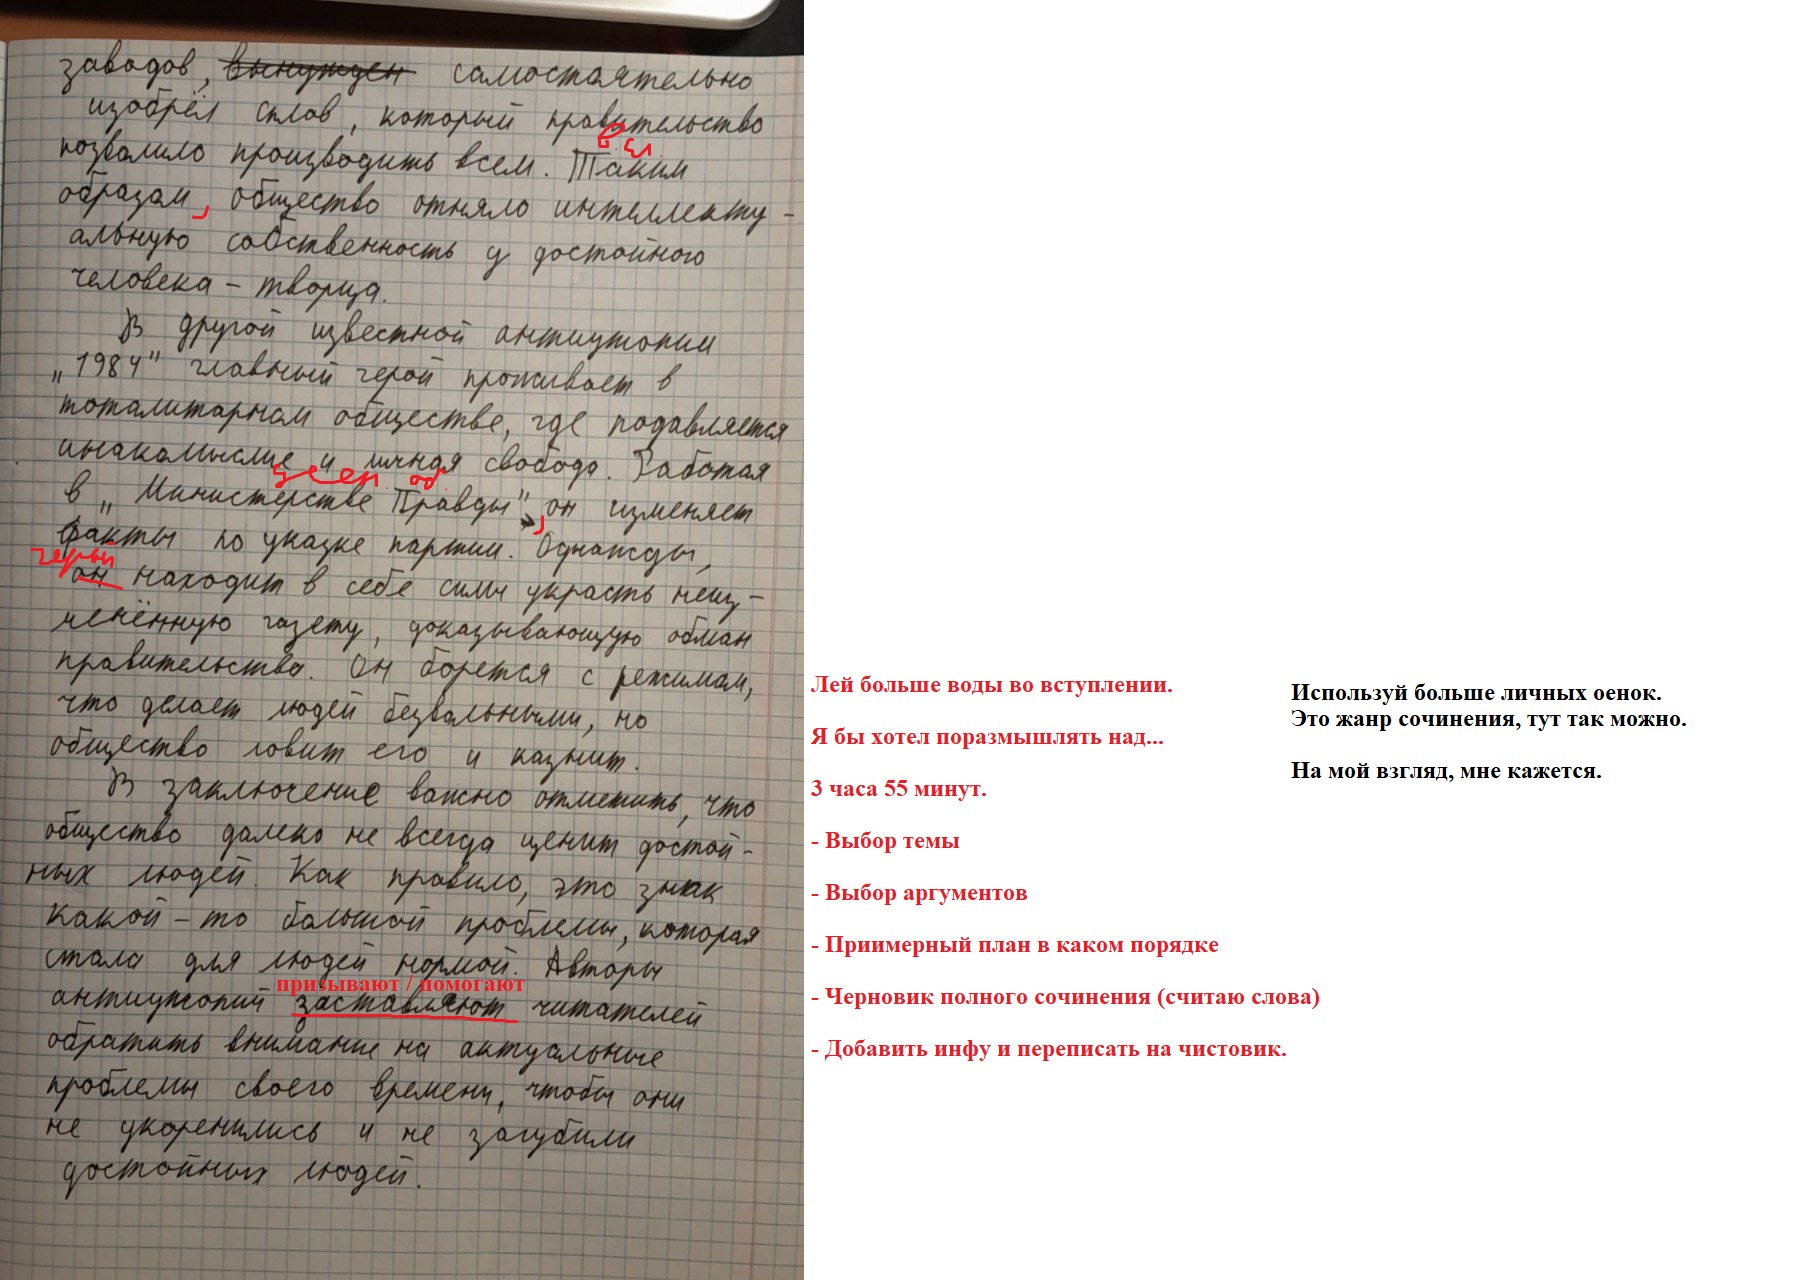 заводов, вынужден самостоятельно
изобрёл сплав, который правительство
позволило производить всем. Таким
образом, общество отняло интеллекту-
альную собственность у достойного
человека – творца.
В другой известной антиутопии
„1984" главный герой проживает в
тоталитарном обществе, где подавляется
инакомыслие и личная свобода. Работая
в „Министерстве Правды", он изменяет
факты по указке партии. Однажды,
герой
он находит в себе силы украсть неиз-
менённую газету, доказывающую обман
правительства. Он борется с режимом,
что делает людей безвольными, но
общество ловит его и казнит.
В заключение важно отметить, что
общество далеко не всегда ценит достой-
ных людей. Как правило, это знак
какой-то большой проблемы, которая
стала для людей нормой. Авторы
призывают / помогают
антиутопий заставляют читателей
обратить внимание на актуальные
проблемы своего времени, чтобы они
не укоренились и не загубили
достойных людей.
Лей больше воды во вступлении.
Я бы хотел поразмышлять над...
3 часа 55 минут.
- Выбор темы
- Выбор аргументов
- Приимерный план в каком порядке
- Черновик полного сочинения (считаю слова)
- Добавить инфу и переписать на чистовик.
Используй больше личных оенок.
Это жанр сочинения, тут так можно.
На мой взгляд, мне кажется.